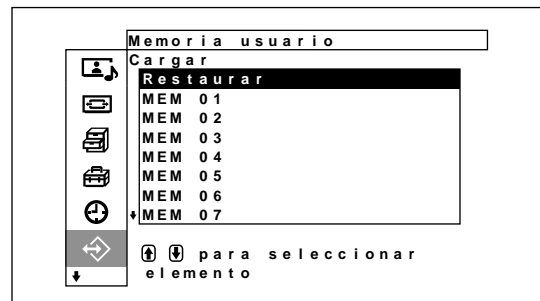 Memoria usuario
Cargar
Restaurar
MEM 01
MEM 02
MEM 03
MEM 04
MEM 05
MEM 06
MEM 07
para seleccionar
elemento